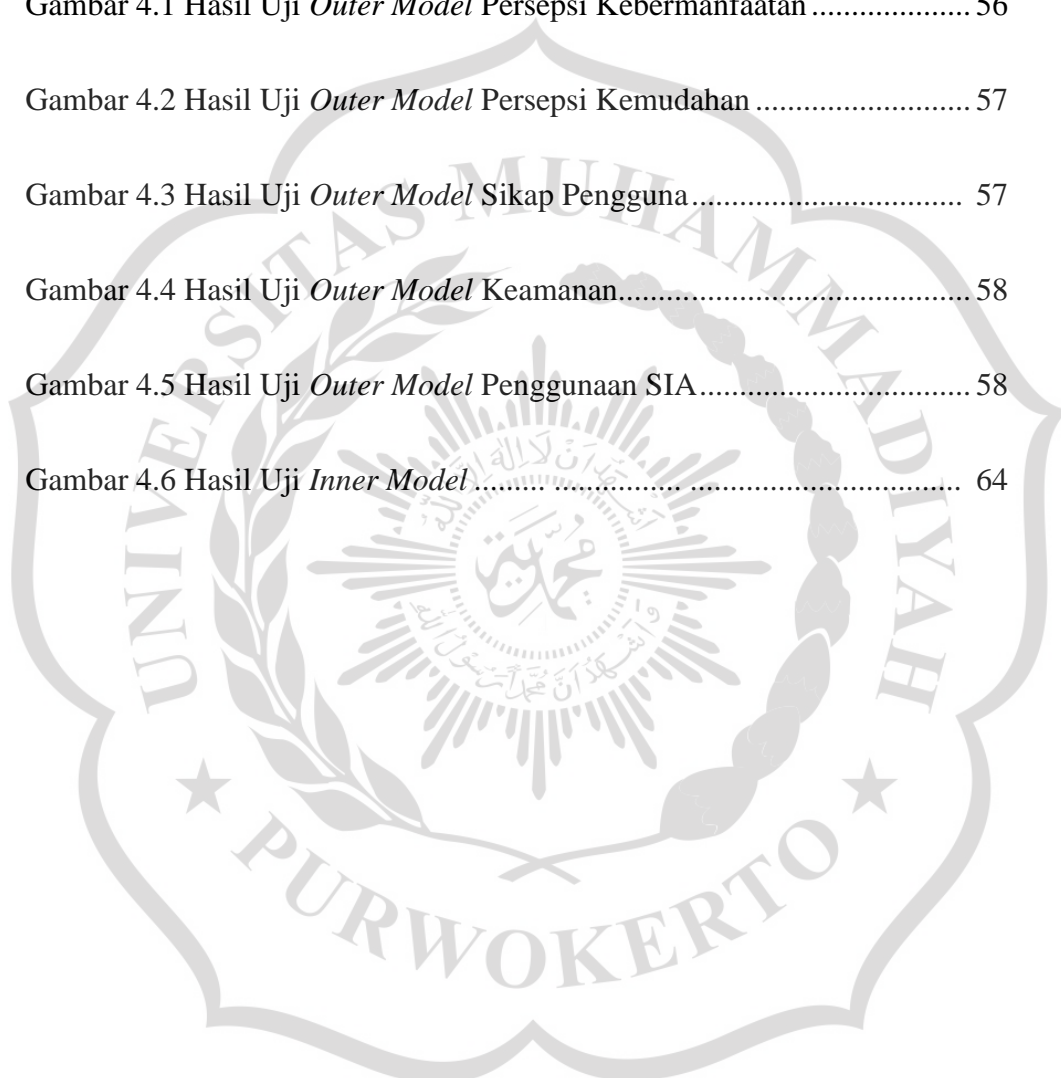 Gambar 4.1 Hasil Uji Outer Model Persepsi Kebermanfaatan .................... 56
Gambar 4.2 Hasil Uji Outer Model Persepsi Kemudahan ........................... 57
Gambar 4.3 Hasil Uji Outer Model Sikap Pengguna.................................. 57
Gambar 4.4 Hasil Uji Outer Model Keamanan............................................ 58
Gambar 4.5 Hasil Uji Outer Model Penggunaan SIA.................................. 58
Gambar 4.6 Hasil Uji Inner Model ......... ................ .................................. 64
UNIVERSITAS MUHAMMADIYAH
PURWOKERTO